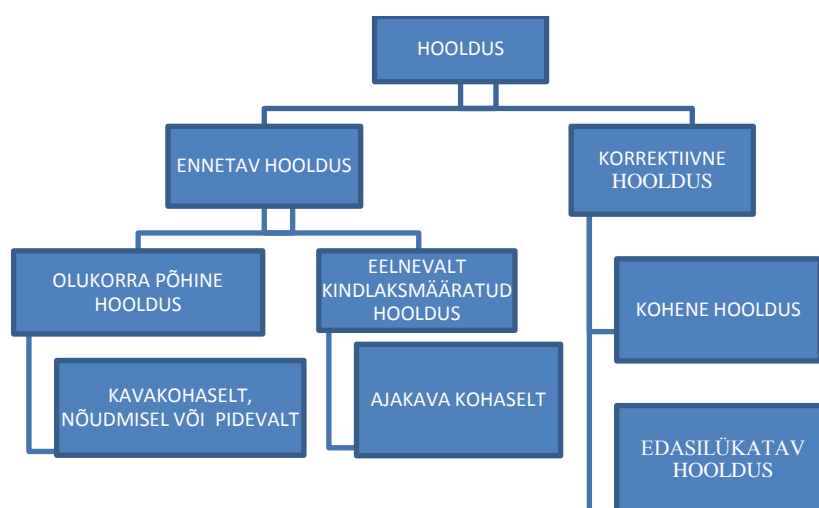 HOOLDUS
ENNETAV HOOLDUS
KORREKTIIVNE
HOOLDUS
OLUKORRA PÕHINE
HOOLDUS
EELNEVALT
KINDLAKSMÄÄRATUD
HOOLDUS
KOHENE HOOLDUS
KAVAKOHASELT,
NÕUDMISEL VÕI PIDEVALT
AJAKAVA KOHASELT
EDASILÜKATAV
HOOLDUS